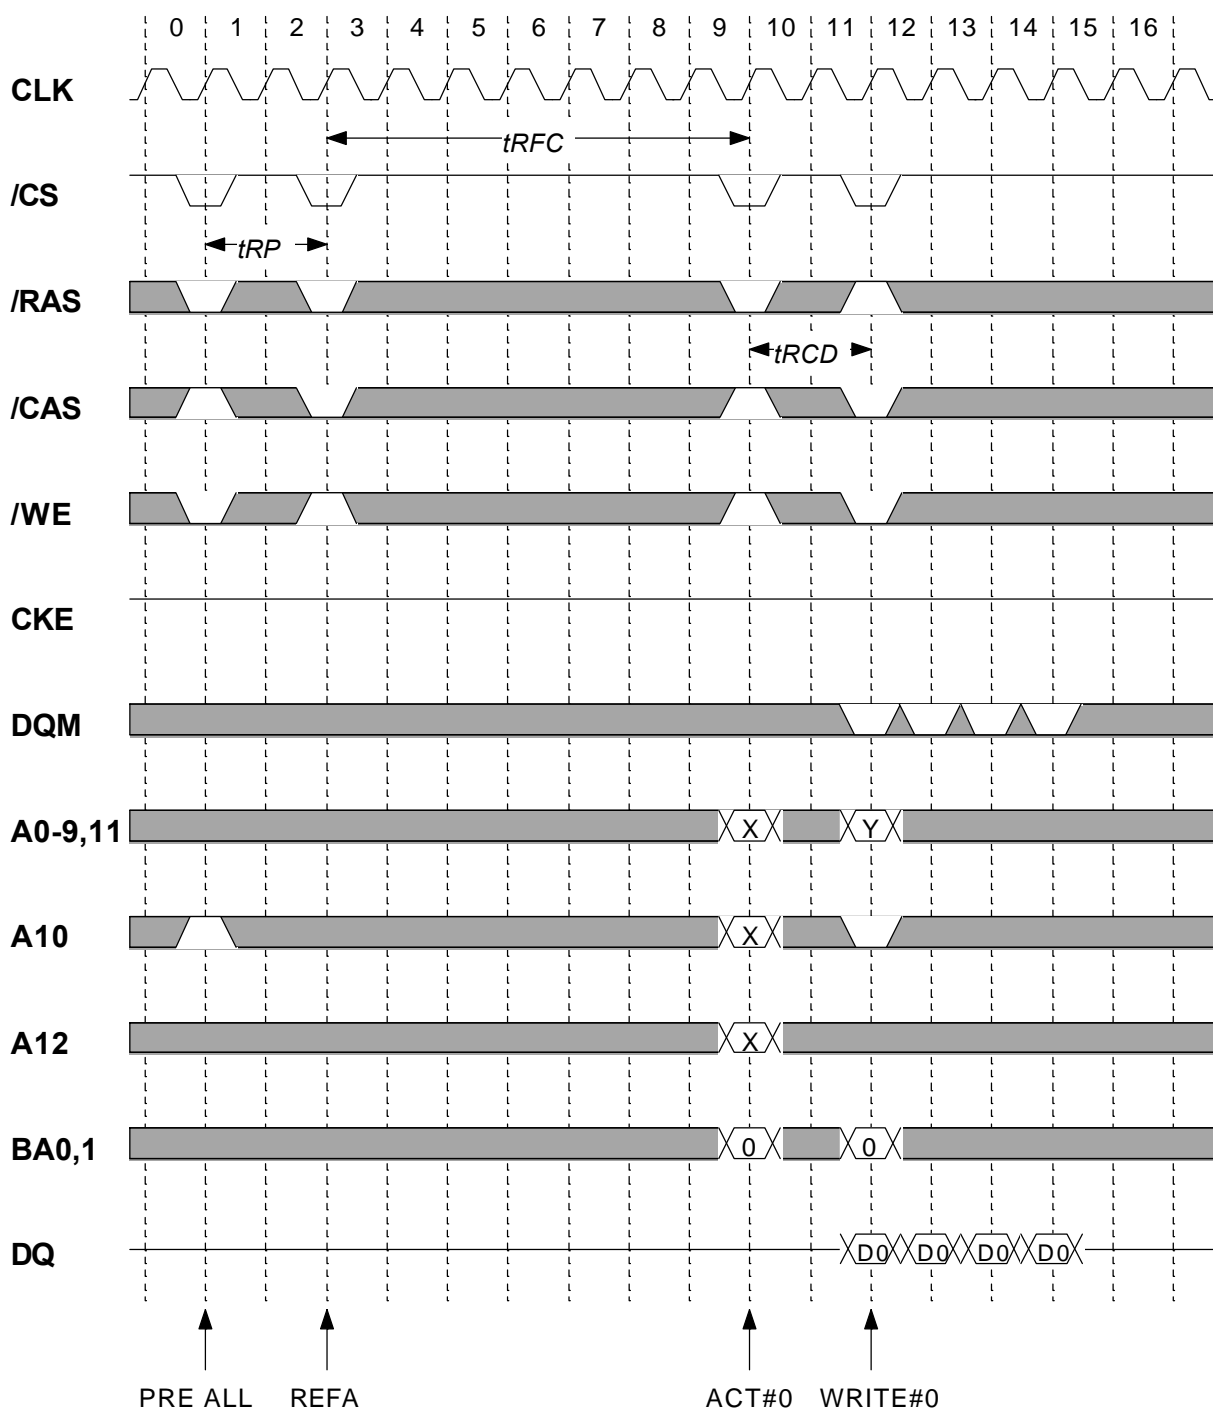 0 1 2 3 4 5 6 7 8 9 10 11 12 13 14 15 16
CLK
tRFC
/CS
tRP
/RAS
tRCD
/CAS
/WE
CKE
DQM
A0-9,11 X Y
A10 X
A12 X
BA0,1 0 0
DQ D0 D0 D0 D0
PRE ALL REFA ACT#0 WRITE#0